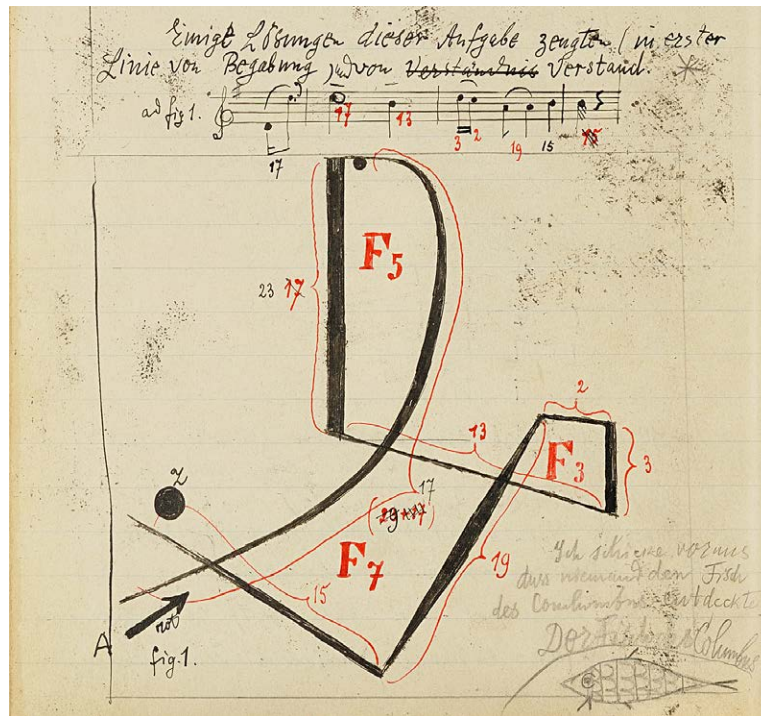 Einige Lösungen dieser Aufgabe zeugten (in erster
Linie von Begabung) und von Verständnis Verstand.
ad fig 1.
17
17
13
3
2
19
15
15
F5
23 17
2
13
F3
3
Z
17
(29+17)
F7
19
15
Ich schicke voraus
dass niemand den Fisch
des Columbus entdeckte
Der Fisch des Columbus
A
rot
fig. 1.